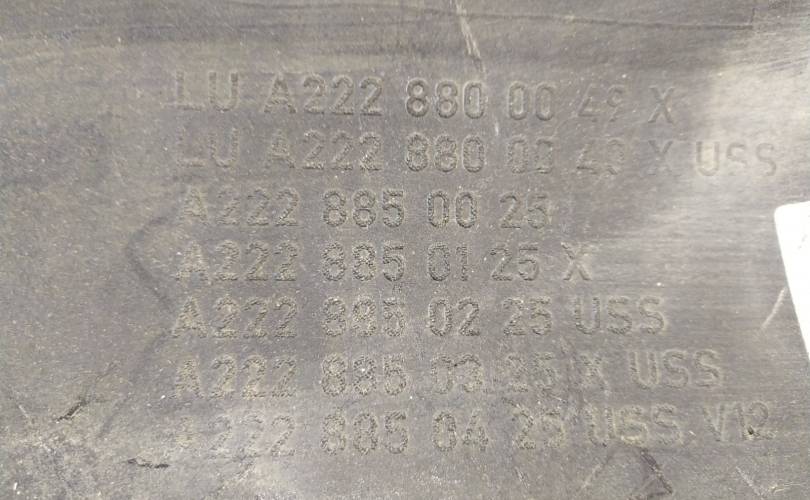 LU A222 880 00 49 X
LU A222 880 00 49 X USS
A222 885 00 25
A222 885 01 25 X
A222 885 02 25 USS
A222 885 03 25 X USS
A222 885 04 25 USS V12